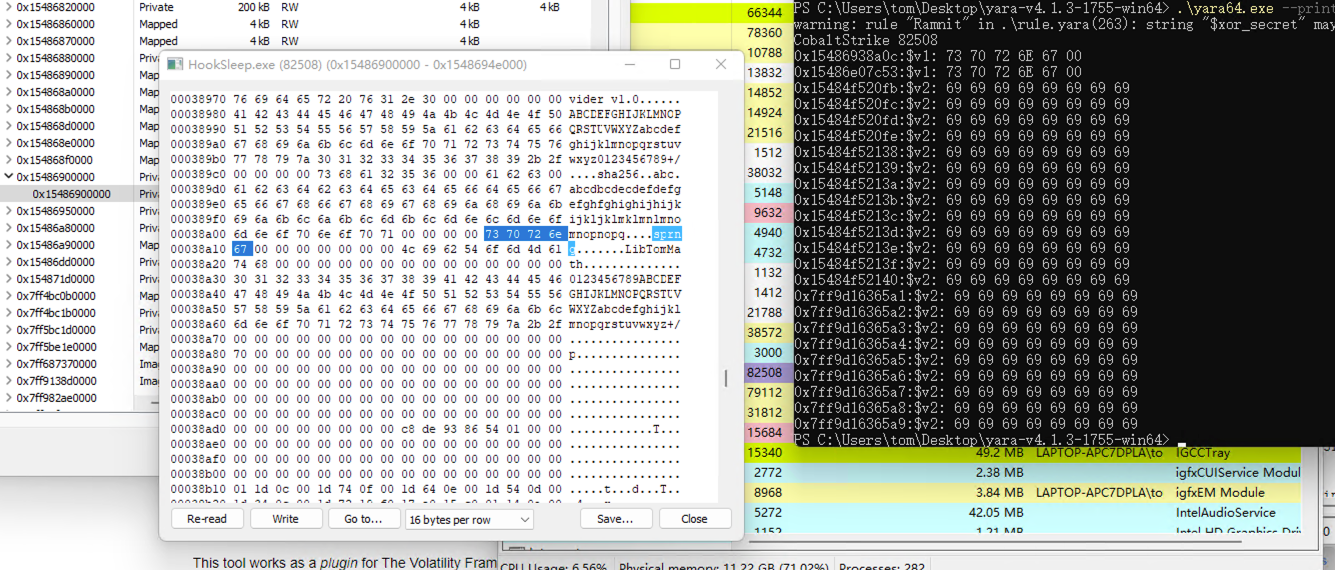 0x15486820000 Private 200 kB RW 4 kB 4 kB
0x15486860000 Mapped 4 kB RW 4 kB
0x15486870000 Mapped 4 kB RW 4 kB
0x15486880000 Priva
0x15486890000 Mapp
0x154868a0000 Mapp
0x154868b0000 Mapp
0x154868d0000 Mapp
0x154868e0000 Mapp
0x154868f0000 Mapp
0x15486900000 Priva
0x15486900000 Priva
0x15486950000 Priva
0x15486a80000 Priva
0x15486a90000 Priva
0x15486dd0000 Priva
0x154871d0000 Priva
0x7ff4bc0b0000 Mapp
0x7ff4bc1b0000 Priva
0x7ff5bc1d0000 Priva
0x7ff5be1e0000 Mapp
0x7ff687370000 Imag
0x7ff9138d0000 Imag
0x7ff982ae0000
HookSleep.exe (82508) (0x15486900000 - 0x1548694e000)
00038970 76 69 64 65 72 20 76 31 2e 30 00 00 00 00 00 00 vider v1.0......
00038980 41 42 43 44 45 46 47 48 49 4a 4b 4c 4d 4e 4f 50 ABCDEFGHIJKLMNOP
00038990 51 52 53 54 55 56 57 58 59 5a 61 62 63 64 65 66 QRSTUVWXYZabcdef
000389a0 67 68 69 6a 6b 6c 6d 6e 6f 70 71 72 73 74 75 76 ghijklmnopqrstuv
000389b0 77 78 79 7a 30 31 32 33 34 35 36 37 38 39 2b 2f wxyz0123456789+/
000389c0 00 00 00 00 73 68 61 32 35 36 00 00 61 62 63 00 ....sha256..abc.
000389d0 61 62 63 64 62 63 64 65 63 64 65 66 64 65 66 67 abcdbcdecdefdefg
000389e0 65 66 67 68 66 67 68 69 67 68 69 6a 68 69 6a 6b efghfghighijhijk
000389f0 69 6a 6b 6c 6a 6b 6c 6d 6b 6c 6d 6e 6c 6d 6e 6f ijkljklmklmnlmno
00038a00 6d 6e 6f 70 6e 6f 70 71 00 00 00 00 73 70 72 6e mnopnopq....sprn
00038a10 67 00 00 00 00 00 00 00 4c 69 62 54 6f 6d 4d 61 g.......LibTomMa
00038a20 74 68 00 00 00 00 00 00 00 00 00 00 00 00 00 00 th..............
00038a30 30 31 32 33 34 35 36 37 38 39 41 42 43 44 45 46 0123456789ABCDEF
00038a40 47 48 49 4a 4b 4c 4d 4e 4f 50 51 52 53 54 55 56 GHIJKLMNOPQRSTUV
00038a50 57 58 59 5a 61 62 63 64 65 66 67 68 69 6a 6b 6c WXYZabcdefghijkl
00038a60 6d 6e 6f 70 71 72 73 74 75 76 77 78 79 7a 2b 2f mnopqrstuvwxyz+/
00038a70 00 00 00 00 00 00 00 00 00 00 00 00 00 00 00 00 ................
00038a80 70 00 00 00 00 00 00 00 00 00 00 00 00 00 00 00 p...............
00038a90 00 00 00 00 00 00 00 00 00 00 00 00 00 00 00 00 ................
00038aa0 00 00 00 00 00 00 00 00 00 00 00 00 00 00 00 00 ................
00038ab0 00 00 00 00 00 00 00 00 00 00 00 00 00 00 00 00 ................
00038ac0 00 00 00 00 00 00 00 00 00 00 00 00 00 00 00 00 ................
00038ad0 00 00 00 00 00 00 00 00 c8 de 93 86 54 01 00 00 ............T...
00038ae0 00 00 00 00 00 00 00 00 00 00 00 00 00 00 00 00 ................
00038af0 00 00 00 00 00 00 00 00 00 00 00 00 00 00 00 00 ................
00038b00 00 00 00 00 00 00 00 00 00 00 00 00 00 00 00 00 ................
00038b10 01 1d 0c 00 1d 74 0f 00 1d 64 0e 00 1d 54 0d 00 .....t...d...T..
Re-read Write Go to... 16 bytes per row Save... Close
66344
78360
10788
13832
14852
14924
21516
1512
38032
5148
9632
4940
4732
1132
1412
21788
38572
3000
82508
79112
31812
15684
15340 49.2 MB LAPTOP-APC7DPLA\to IGCCTray
2772 2.38 MB igfxCUIService Modul
8968 3.84 MB LAPTOP-APC7DPLA\to igfxEM Module
5272 42.05 MB IntelAudioService
1152 1.21 MB Intel HD Graphics Driv
PS C:\Users\tom\Desktop\yara-v4.1.3-1755-win64> .\yara64.exe --print
warning: rule "Ramnit" in .\rule.yara(263): string "$xor_secret" may
CobaltStrike 82508
0x15486938a0c:$v1: 73 70 72 6E 67 00
0x15486e07c53:$v1: 73 70 72 6E 67 00
0x15484f520fb:$v2: 69 69 69 69 69 69 69 69
0x15484f520fc:$v2: 69 69 69 69 69 69 69 69
0x15484f520fd:$v2: 69 69 69 69 69 69 69 69
0x15484f520fe:$v2: 69 69 69 69 69 69 69 69
0x15484f52138:$v2: 69 69 69 69 69 69 69 69
0x15484f52139:$v2: 69 69 69 69 69 69 69 69
0x15484f5213a:$v2: 69 69 69 69 69 69 69 69
0x15484f5213b:$v2: 69 69 69 69 69 69 69 69
0x15484f5213c:$v2: 69 69 69 69 69 69 69 69
0x15484f5213d:$v2: 69 69 69 69 69 69 69 69
0x15484f5213e:$v2: 69 69 69 69 69 69 69 69
0x15484f5213f:$v2: 69 69 69 69 69 69 69 69
0x15484f52140:$v2: 69 69 69 69 69 69 69 69
0x7ff9d16365a1:$v2: 69 69 69 69 69 69 69 69
0x7ff9d16365a2:$v2: 69 69 69 69 69 69 69 69
0x7ff9d16365a3:$v2: 69 69 69 69 69 69 69 69
0x7ff9d16365a4:$v2: 69 69 69 69 69 69 69 69
0x7ff9d16365a5:$v2: 69 69 69 69 69 69 69 69
0x7ff9d16365a6:$v2: 69 69 69 69 69 69 69 69
0x7ff9d16365a7:$v2: 69 69 69 69 69 69 69 69
0x7ff9d16365a8:$v2: 69 69 69 69 69 69 69 69
0x7ff9d16365a9:$v2: 69 69 69 69 69 69 69 69
PS C:\Users\tom\Desktop\yara-v4.1.3-1755-win64>
This tool works as a plugin for The Volatility Fram
CPU Usage: 6.56% Physical memory: 11.22 GB (71.02%) Processes: 282